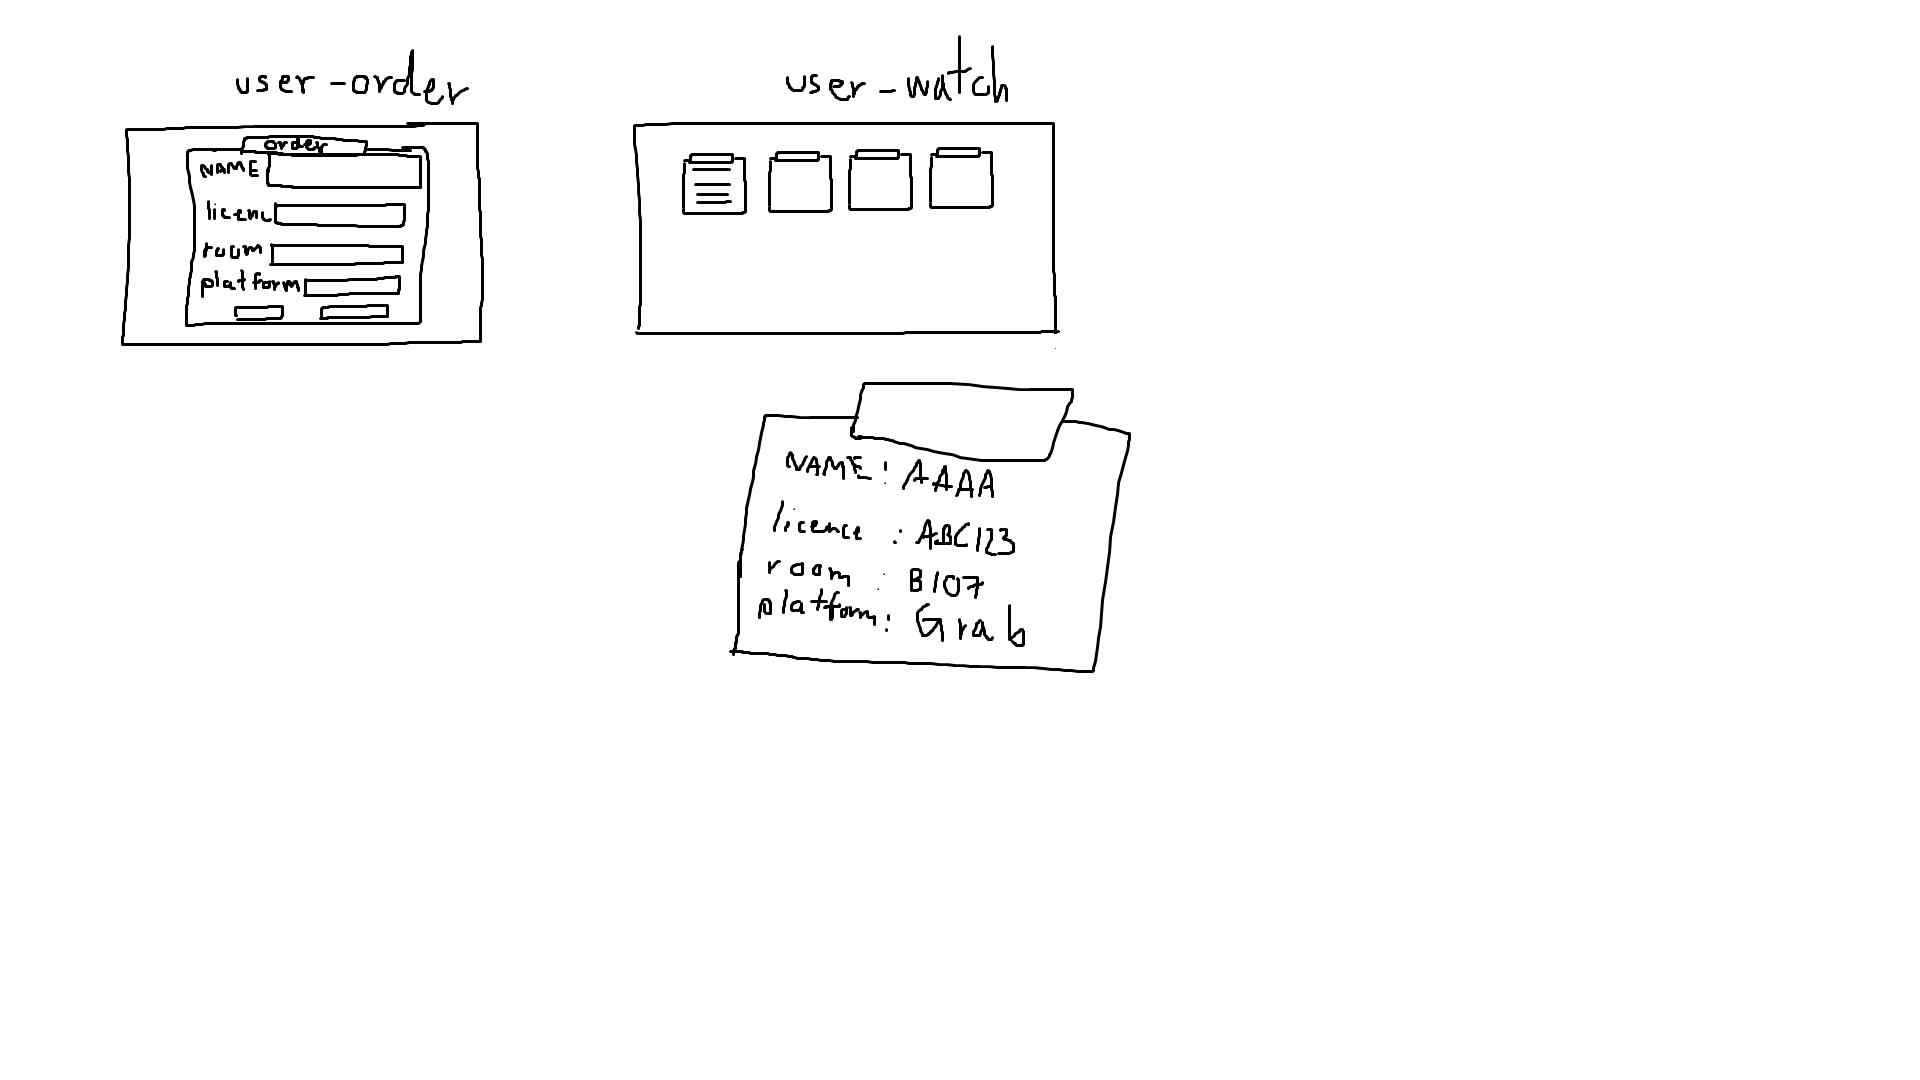 user-order
order
NAME
licenc
room
platform
user-watch
NAME: AAAA
licence : ABC123
room : B107
platform: Grab